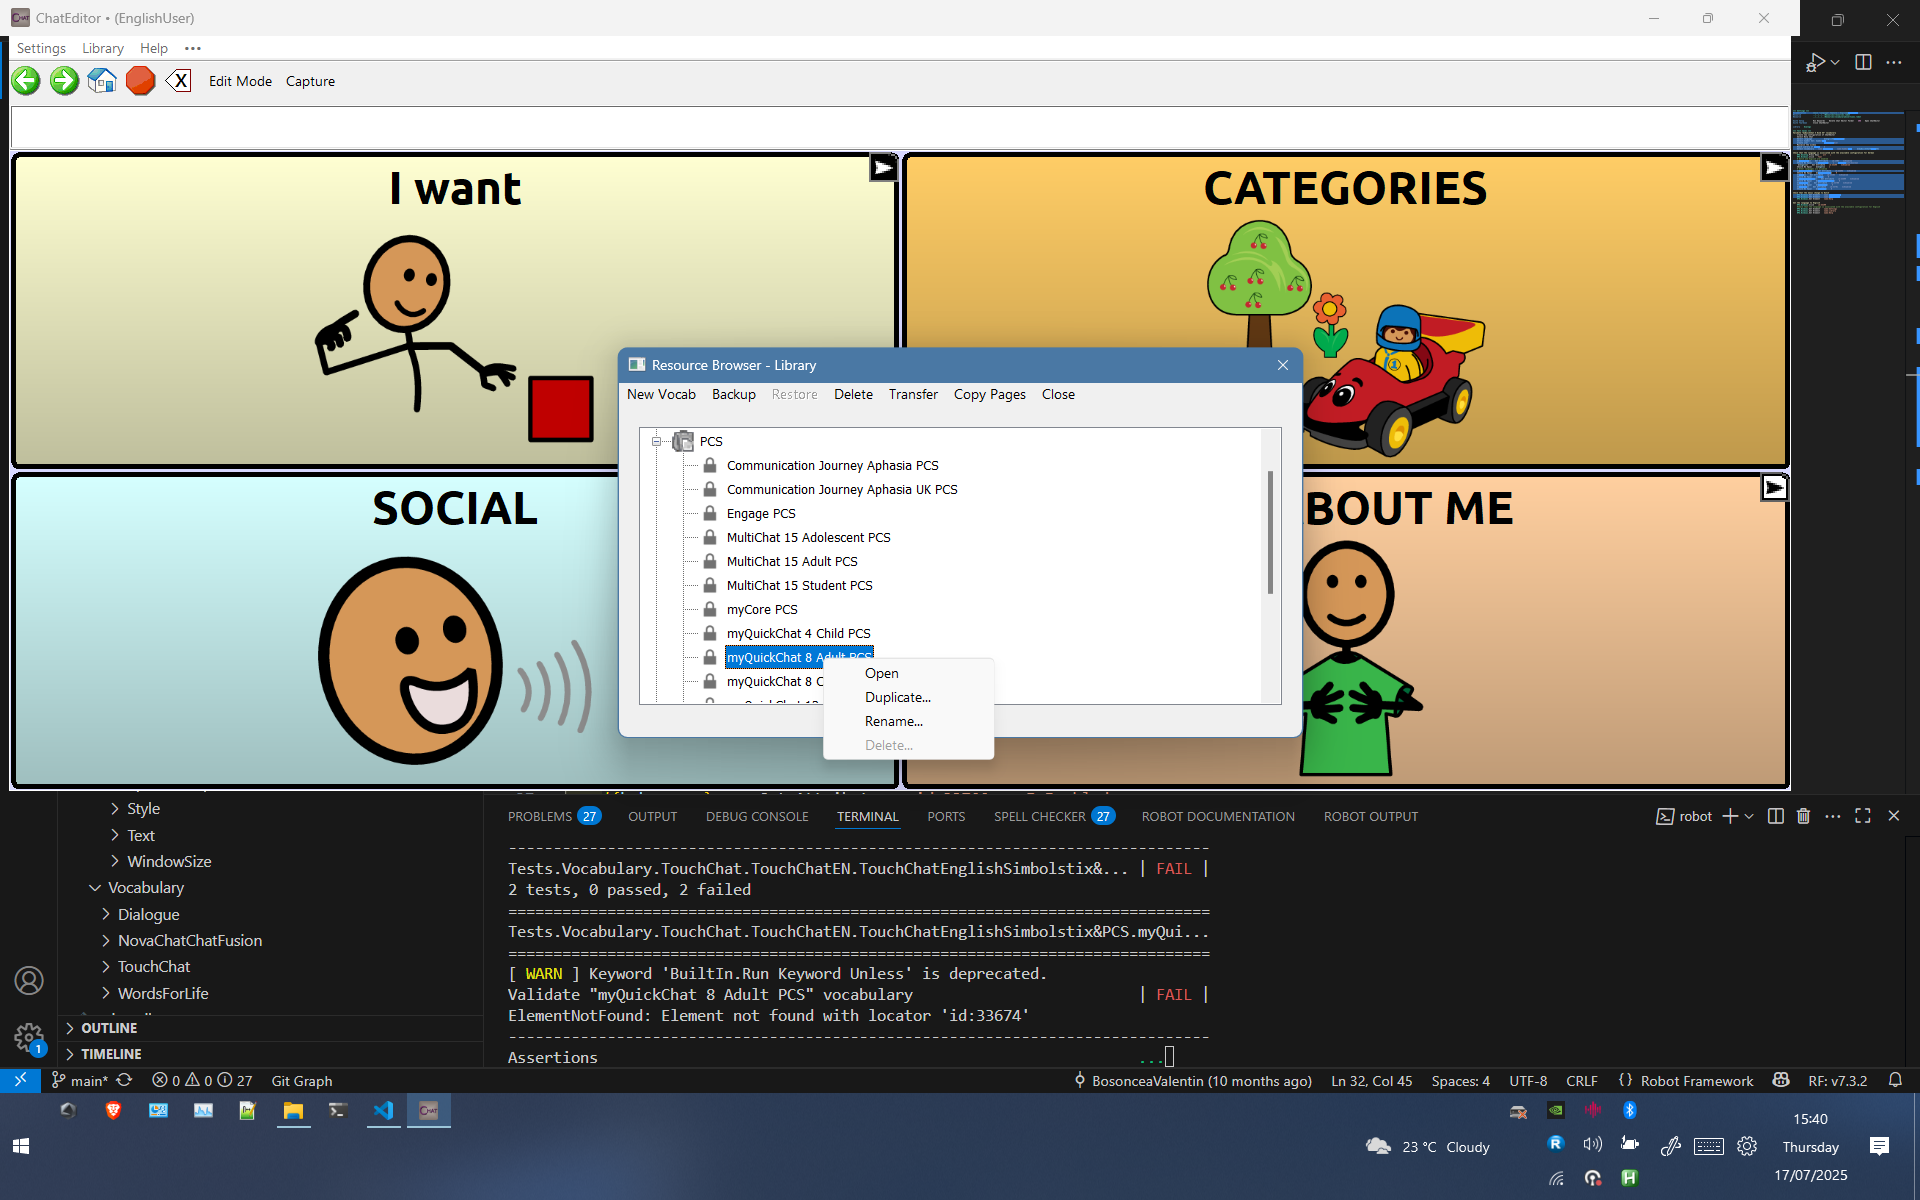 CHAT ChatEditor • (EnglishUser)
Settings Library Help
Edit Mode Capture
I want
CATEGORIES
SOCIAL
BOUT ME
Resource Browser - Library
New Vocab Backup Restore Delete Transfer Copy Pages Close
PCS
Communication Journey Aphasia PCS
Communication Journey Aphasia UK PCS
Engage PCS
MultiChat 15 Adolescent PCS
MultiChat 15 Adult PCS
MultiChat 15 Student PCS
myCore PCS
myQuickChat 4 Child PCS
myQuickChat 8 Adult PCS
myQuickChat 8 C
Open
Duplicate...
Rename...
Delete...
Style
Text
WindowSize
Vocabulary
Dialogue
NovaChatChatFusion
TouchChat
WordsForLife
OUTLINE
TIMELINE
PROBLEMS 27 OUTPUT DEBUG CONSOLE TERMINAL PORTS SPELL CHECKER 27 ROBOT DOCUMENTATION ROBOT OUTPUT
robot
Tests.Vocabulary.TouchChat.TouchChatEN.TouchChatEnglishSimbolstix&... | FAIL |
2 tests, 0 passed, 2 failed
==============================================================================
Tests.Vocabulary.TouchChat.TouchChatEN.TouchChatEnglishSimbolstix&PCS.myQui...
==============================================================================
[ WARN ] Keyword 'BuiltIn.Run Keyword Unless' is deprecated.
Validate "myQuickChat 8 Adult PCS" vocabulary | FAIL |
ElementNotFound: Element not found with locator 'id:33674'
------------------------------------------------------------------------------
Assertions ...
1
main* 0 0 27 Git Graph
BosonceaValentin (10 months ago) Ln 32, Col 45 Spaces: 4 UTF-8 CRLF {} Robot Framework RF: v7.3.2
CHAT
23 °C Cloudy
15:40
Thursday
17/07/2025